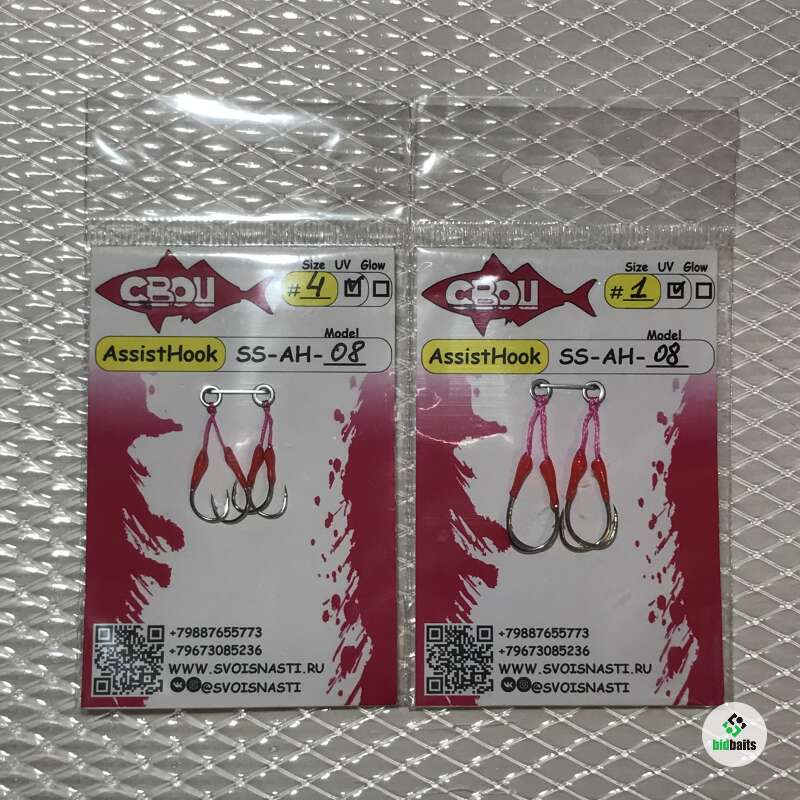 Size UV Glow
СВОИ
#4
Model
AssistHook SS-AH-08
+79887655773
+79673085236
WWW.SVOISNASTI.RU
@SVOISNASTI
Size UV Glow
СВОИ
#1
Model
AssistHook SS-AH-08
+79887655773
+79673085236
WWW.SVOISNASTI.RU
@SVOISNASTI
bidbaits